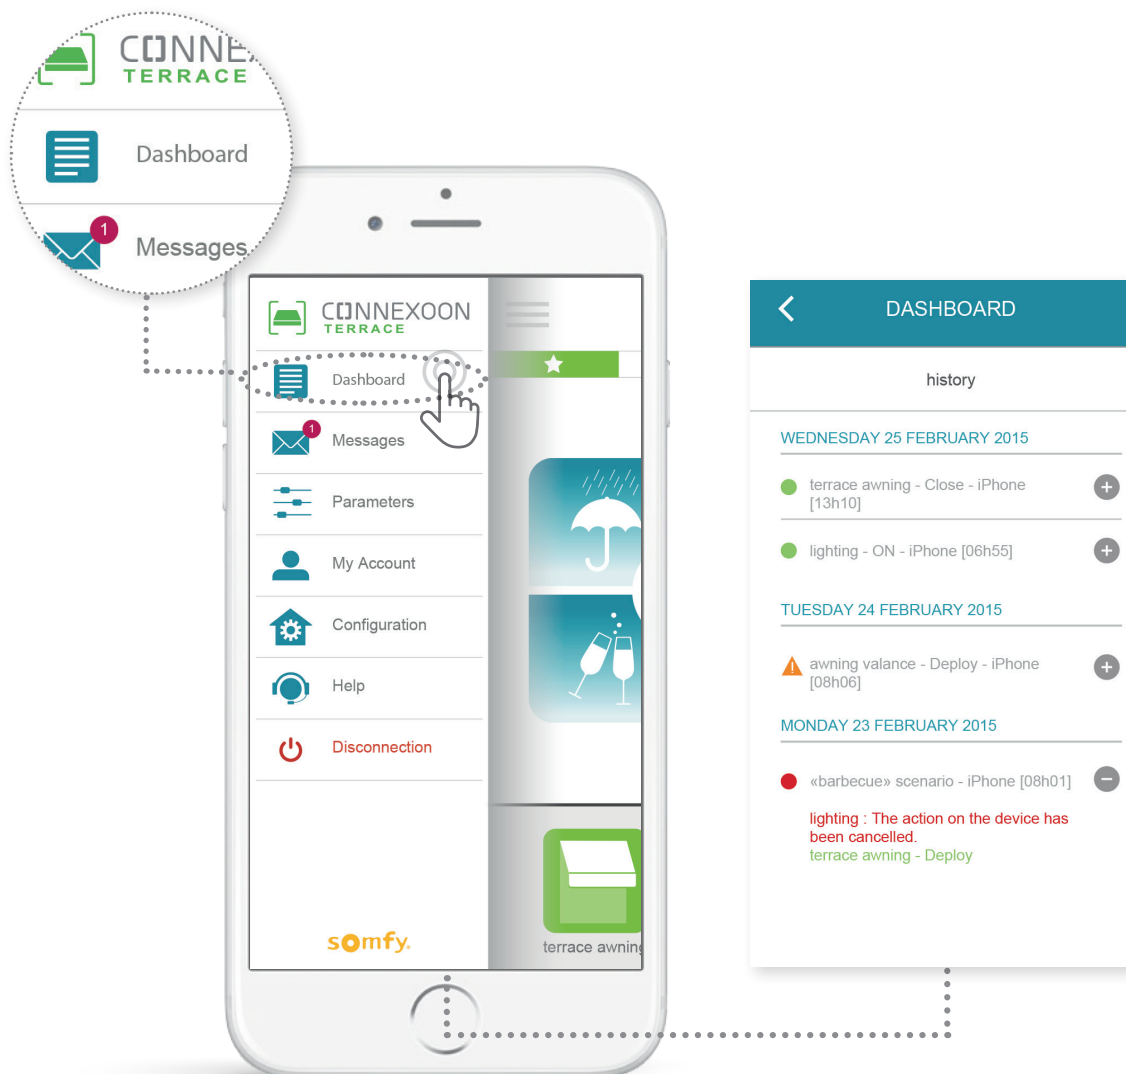 CONNE
TERRACE
Dashboard
1
Messages
CONNEXOON
TERRACE
Dashboard
1
Messages
Parameters
My Account
Configuration
Help
Disconnection
somfy.
terrace awning
DASHBOARD
history
WEDNESDAY 25 FEBRUARY 2015
terrace awning - Close - iPhone
[13h10]
lighting - ON - iPhone [06h55]
TUESDAY 24 FEBRUARY 2015
awning valance - Deploy - iPhone
[08h06]
MONDAY 23 FEBRUARY 2015
«barbecue» scenario - iPhone [08h01]
lighting : The action on the device has
been cancelled.
terrace awning - Deploy